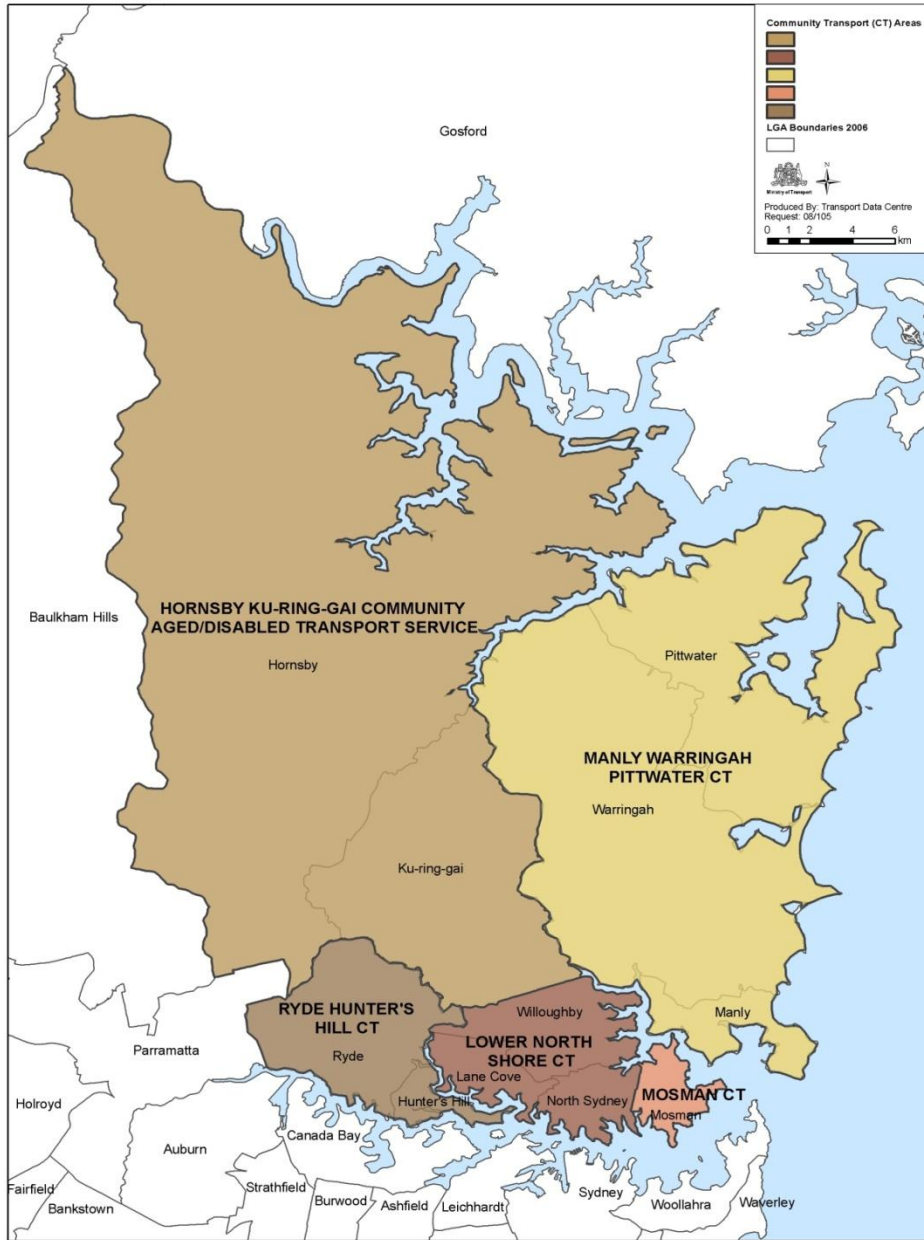 Community Transport (CT) Areas
LGA Boundaries 2006
Ministry of Transport
N
Produced By: Transport Data Centre
Request: 08/105
0 1 2 4 6
km
Gosford
Baulkham Hills
HORNSBY KU-RING-GAI COMMUNITY
AGED/DISABLED TRANSPORT SERVICE
Hornsby
Pittwater
MANLY WARRINGAH
PITTWATER CT
Warringah
Ku-ring-gai
RYDE HUNTER'S
HILL CT
Ryde
Willoughby
LOWER NORTH
SHORE CT
Lane Cove
Manly
Parramatta
Hunter's Hill
North Sydney
MOSMAN CT
Mosman
Holroyd
Auburn
Canada Bay
Fairfield
Bankstown
Strathfield
Burwood
Ashfield
Leichhardt
Sydney
Woollahra
Waverley